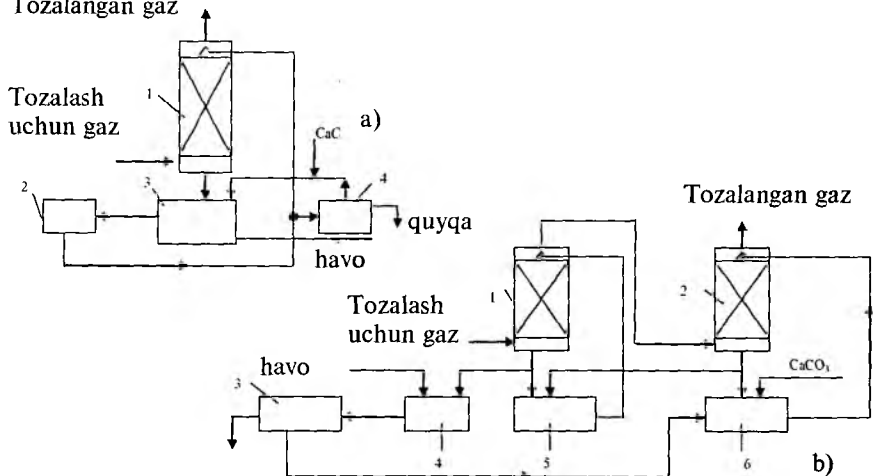 Tozalangan gaz
1
Tozalash
uchun gaz
a)
CaC
2
3
4
quyqa
havo
Tozalangan gaz
1
2
Tozalash
uchun gaz
havo
3
CaCO₃
4
5
6
b)